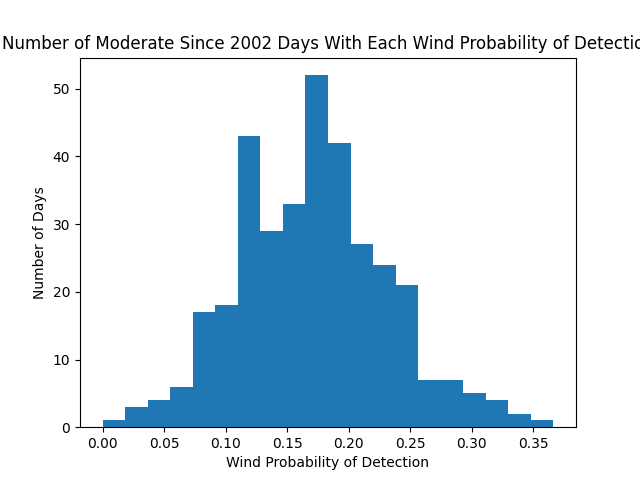 Number of Moderate Since 2002 Days With Each Wind Probability of Detectio
50
40
30
20
10
0
Number of Days
0.00 0.05 0.10 0.15 0.20 0.25 0.30 0.35
Wind Probability of Detection